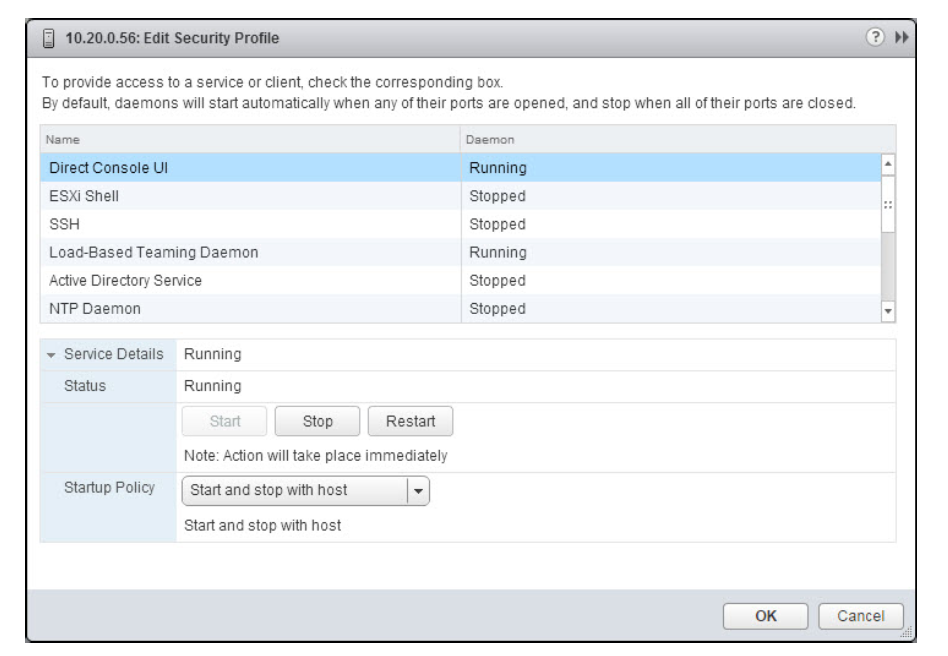 10.20.0.56: Edit Security Profile
To provide access to a service or client, check the corresponding box.
By default, daemons will start automatically when any of their ports are opened, and stop when all of their ports are closed.
Name Daemon
Direct Console UI Running
ESXi Shell Stopped
SSH Stopped
Load-Based Teaming Daemon Running
Active Directory Service Stopped
NTP Daemon Stopped
Service Details Running
Status Running
Start Stop Restart
Note: Action will take place immediately
Startup Policy Start and stop with host
Start and stop with host
OK Cancel